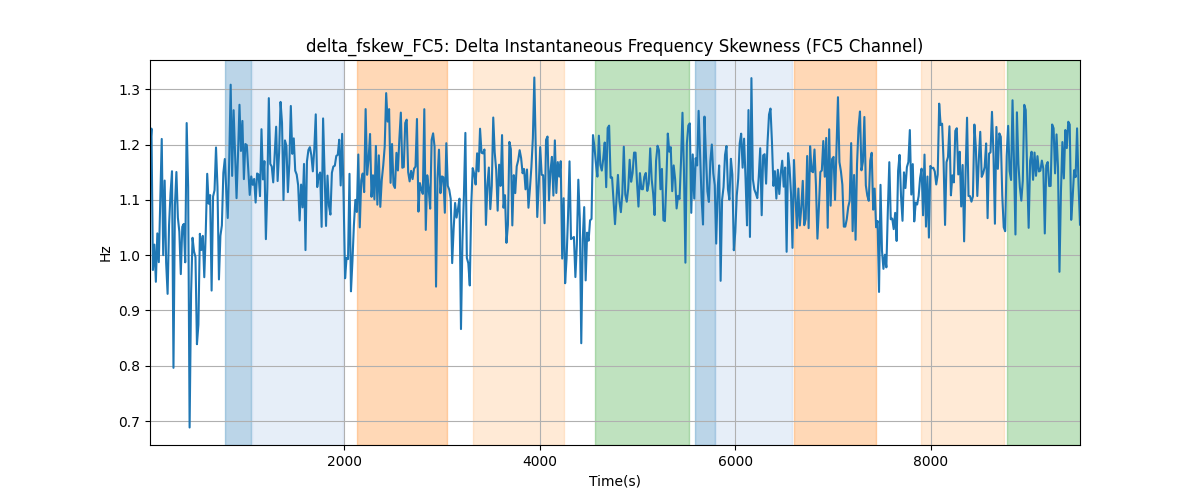 delta_fskew_FC5: Delta Instantaneous Frequency Skewness (FC5 Channel)
1.3
1.2
1.1
1.0
0.9
0.8
0.7
Hz
2000 4000 6000 8000
Time(s)